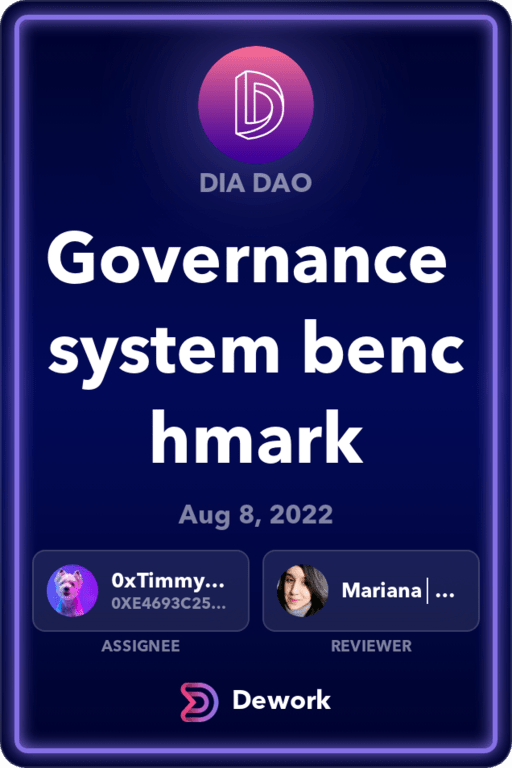 DIA DAO
Governance
system benc
hmark
Aug 8, 2022
0xTimmy...
0XE4693C25...
Mariana| ...
ASSIGNEE
REVIEWER
Dework